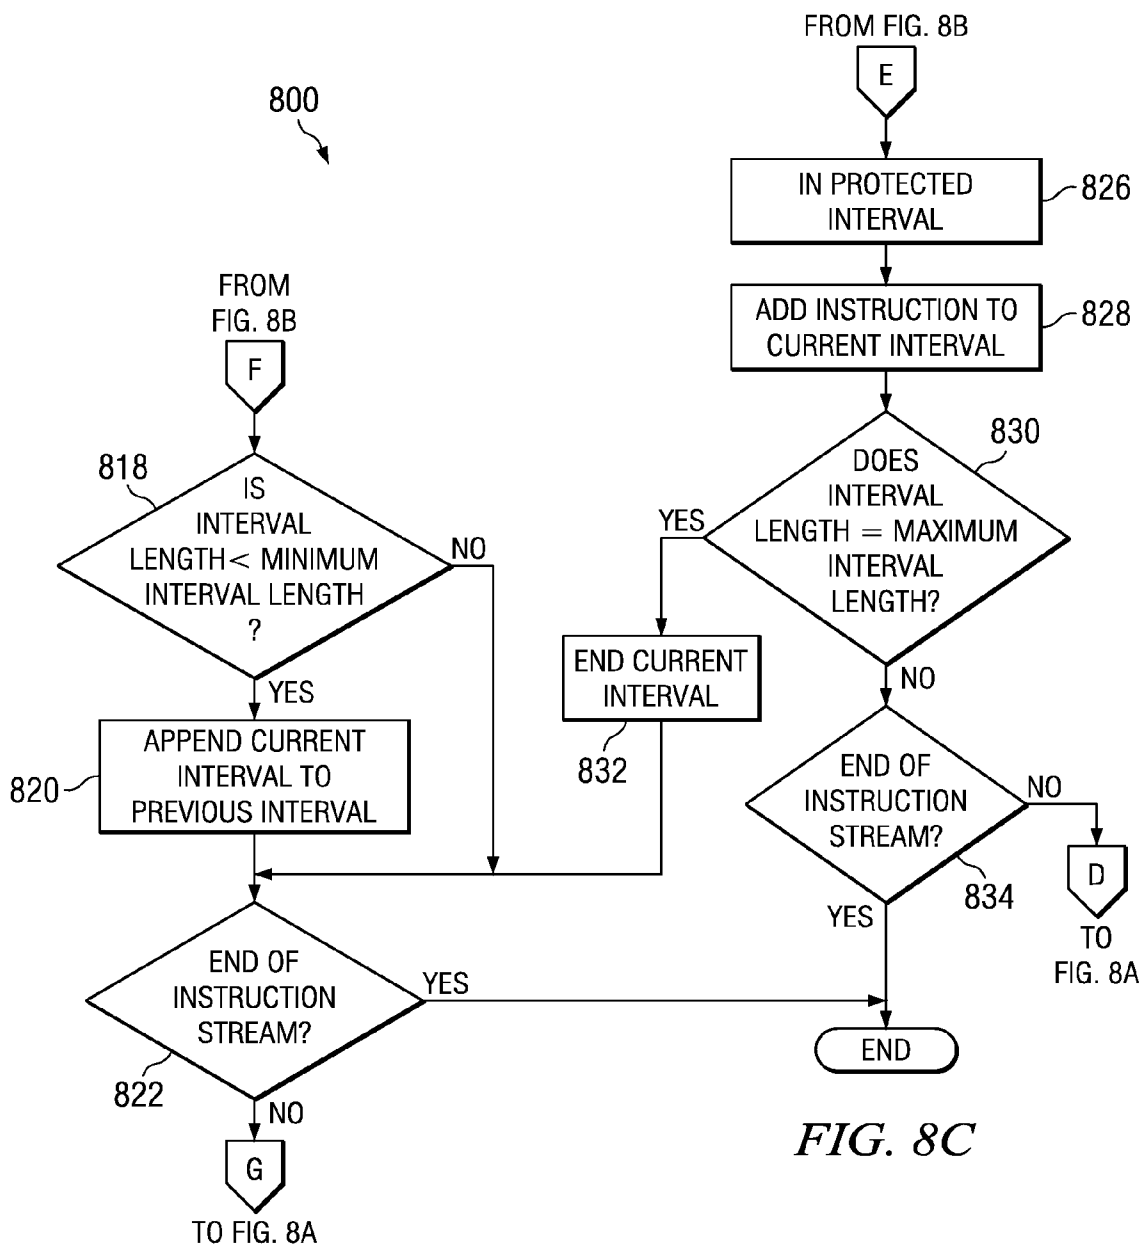 FROM FIG. 8B
E
800
IN PROTECTED
INTERVAL
826
ADD INSTRUCTION TO
CURRENT INTERVAL
828
FROM
FIG. 8B
F
818
IS
INTERVAL
LENGTH< MINIMUM
INTERVAL LENGTH
?
NO
YES
830
DOES
INTERVAL
LENGTH = MAXIMUM
INTERVAL
LENGTH?
YES
NO
END CURRENT
INTERVAL
832
820
APPEND CURRENT
INTERVAL TO
PREVIOUS INTERVAL
END OF
INSTRUCTION
STREAM?
NO
834
YES
D
TO
FIG. 8A
END OF
INSTRUCTION
STREAM?
YES
822
NO
END
G
TO FIG. 8A
FIG. 8C